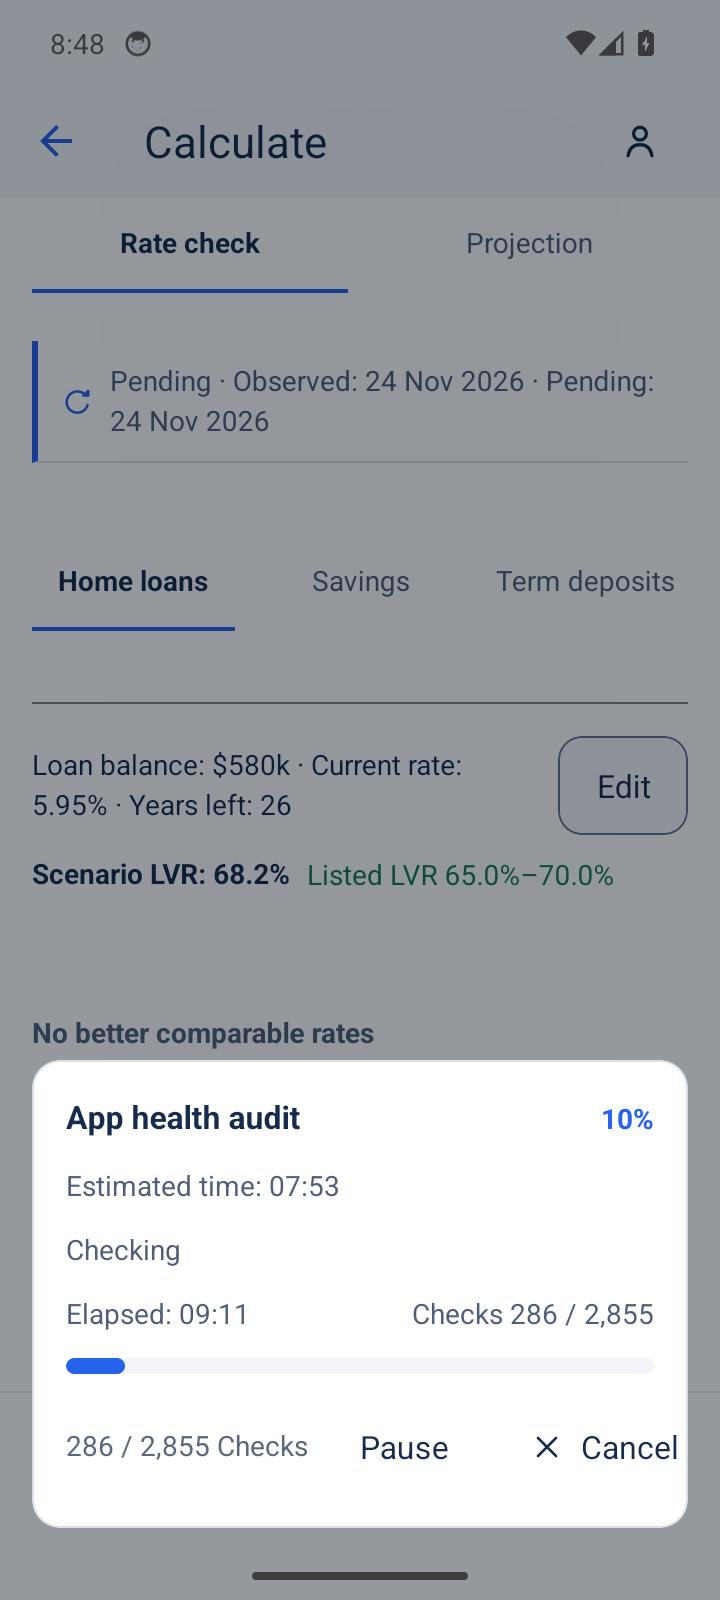 8:48
Calculate
Rate check
Projection
Pending · Observed: 24 Nov 2026 · Pending:
24 Nov 2026
Home loans
Savings
Term deposits
Loan balance: $580k · Current rate:
5.95% · Years left: 26
Edit
Scenario LVR: 68.2% Listed LVR 65.0%–70.0%
No better comparable rates
App health audit
10%
Estimated time: 07:53
Checking
Elapsed: 09:11
Checks 286 / 2,855
286 / 2,855 Checks
Pause
Cancel